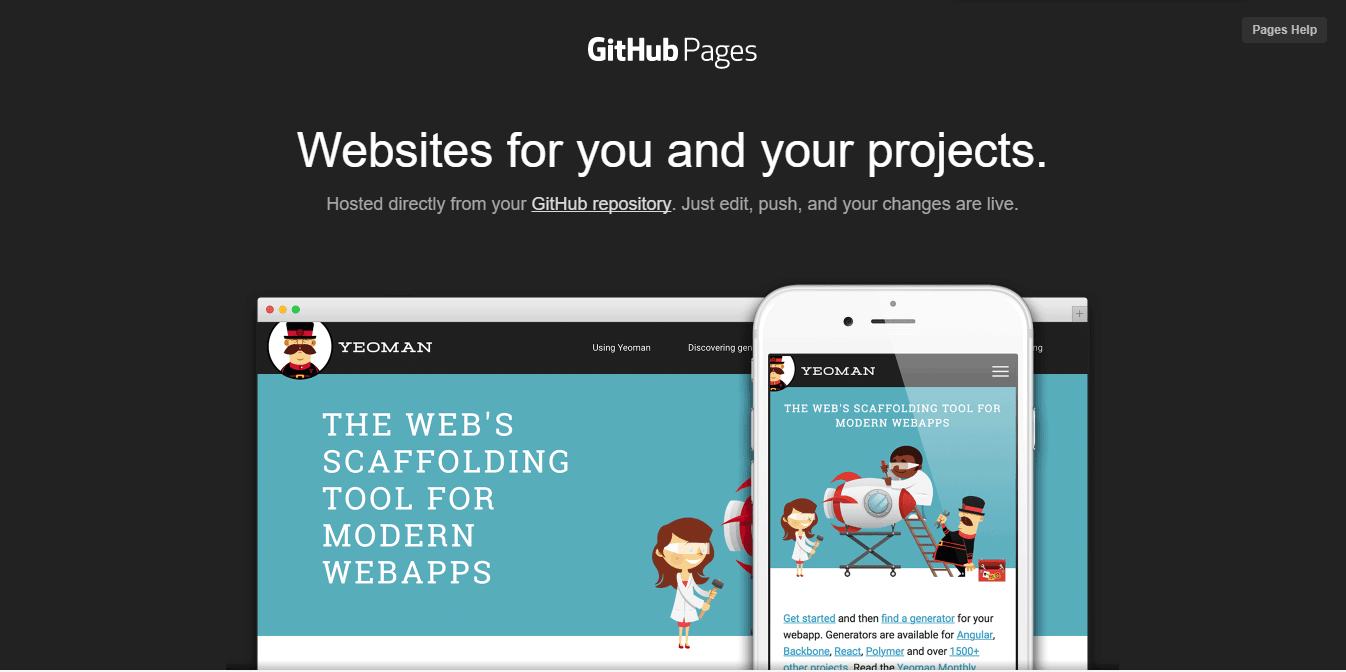 Pages Help
GitHub Pages
Websites for you and your projects.
Hosted directly from your GitHub repository. Just edit, push, and your changes are live.
YEOMAN
Using Yeoman
Discovering gen
ng
THE WEB'S
SCAFFOLDING
TOOL FOR
MODERN
WEBAPPS
YEOMAN
THE WEB'S SCAFFOLDING TOOL FOR
MODERN WEBAPPS
Get started and then find a generator for your
webapp. Generators are available for Angular,
Backbone, React, Polymer and over 1500+
other projects. Read the Yeoman Monthly